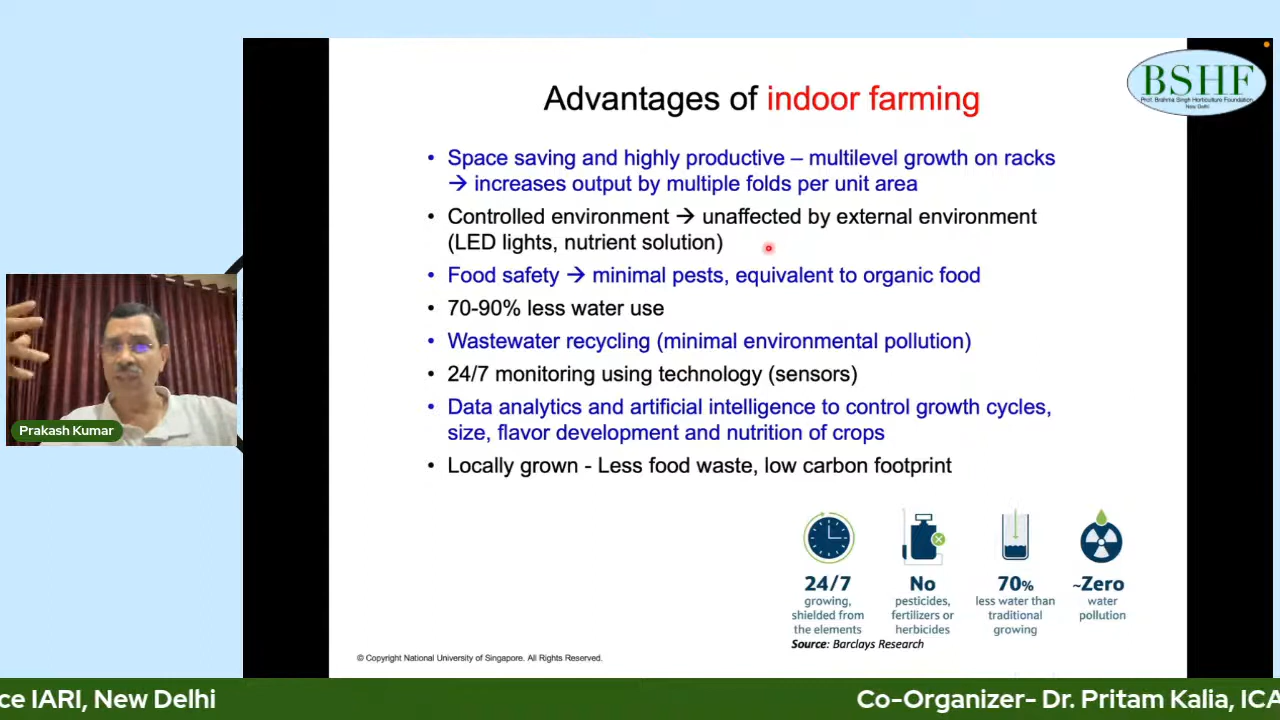 BSHF
Prof. Brahma Singh Horticulture Foundation
New Delhi
Advantages of indoor farming
• Space saving and highly productive – multilevel growth on racks
→ increases output by multiple folds per unit area
• Controlled environment → unaffected by external environment
(LED lights, nutrient solution)
• Food safety → minimal pests, equivalent to organic food
• 70-90% less water use
• Wastewater recycling (minimal environmental pollution)
• 24/7 monitoring using technology (sensors)
• Data analytics and artificial intelligence to control growth cycles,
size, flavor development and nutrition of crops
• Locally grown - Less food waste, low carbon footprint
Prakash Kumar
24/7
growing,
shielded from
the elements
No
pesticides,
fertilizers or
herbicides
70%
less water than
traditional
growing
~Zero
water
pollution
Source: Barclays Research
© Copyright National University of Singapore. All Rights Reserved.
ce IARI, New Delhi
Co-Organizer- Dr. Pritam Kalia, ICA